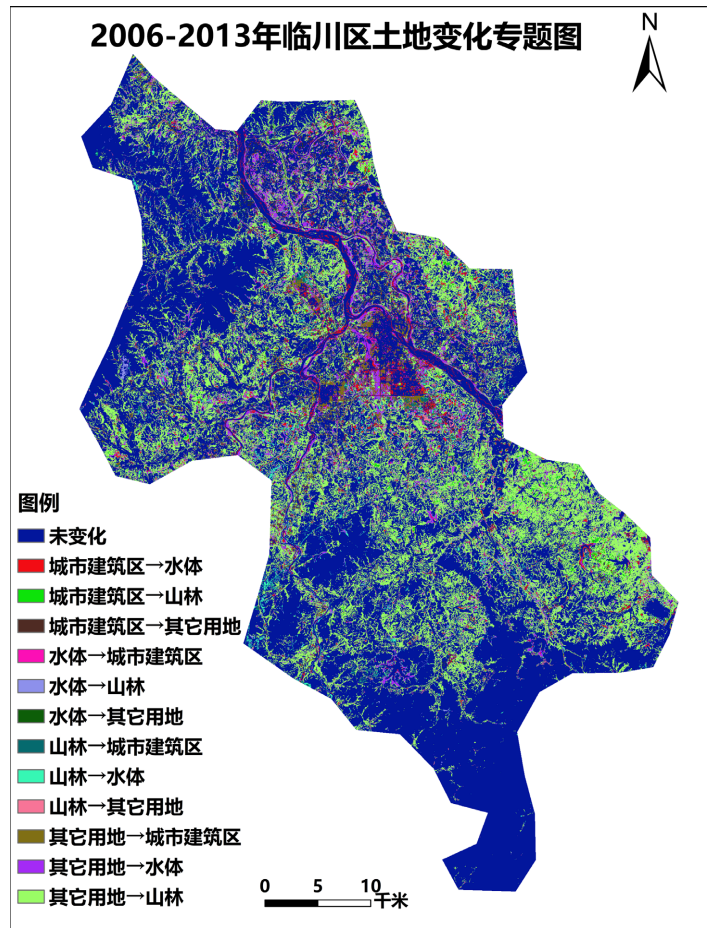 2006-2013年临川区土地变化专题图
N
图例
未变化
城市建筑区→水体
城市建筑区→山林
城市建筑区→其它用地
水体→城市建筑区
水体→山林
水体→其它用地
山林→城市建筑区
山林→水体
山林→其它用地
其它用地→城市建筑区
其它用地→水体
其它用地→山林
0 5 10
千米